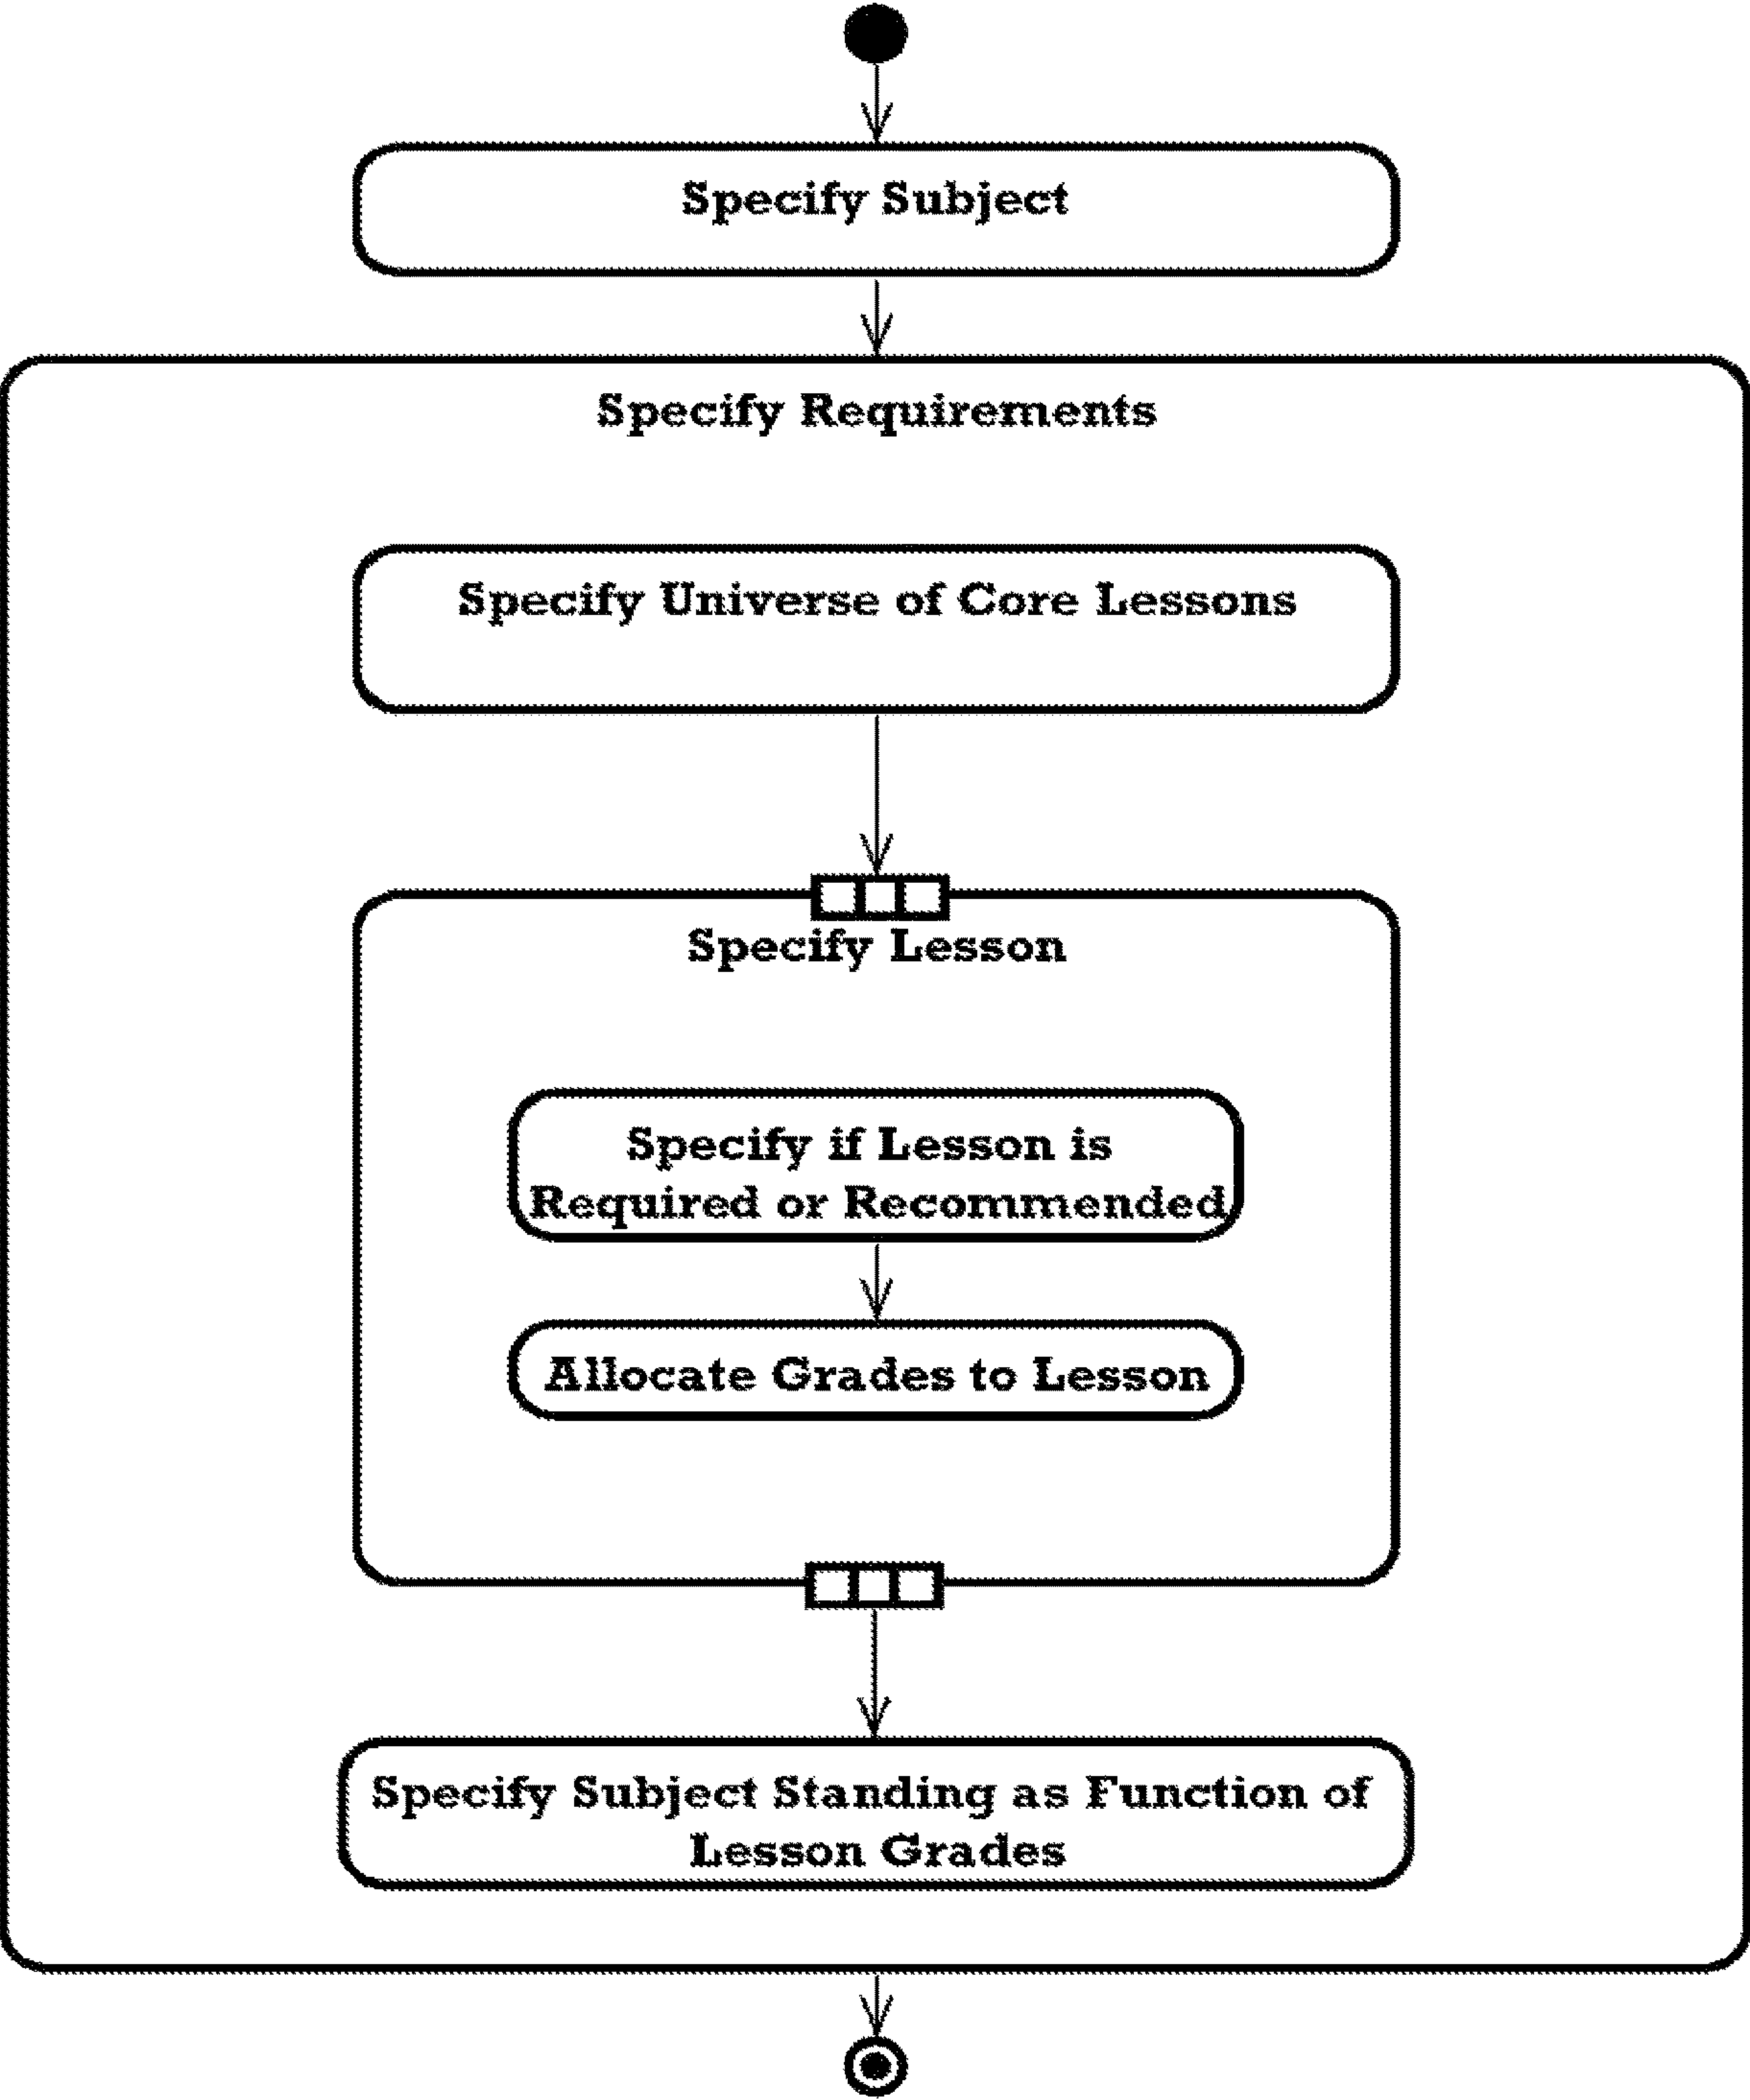 Specify Subject
Specify Requirements
Specify Universe of Core Lessons
Specify Lesson
Specify if Lesson is
Required or Recommended
Allocate Grades to Lesson
Specify Subject Standing as Function of
Lesson Grades